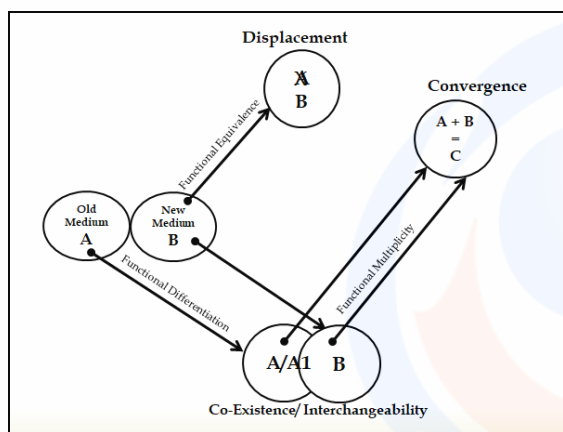 Displacement
A
B
Convergence
A + B
=
C
Functional Equivalence
Old
Medium
A
New
Medium
B
Functional Differentiation
Functional Multiplicity
A/A1
B
Co-Existence/ Interchangeability